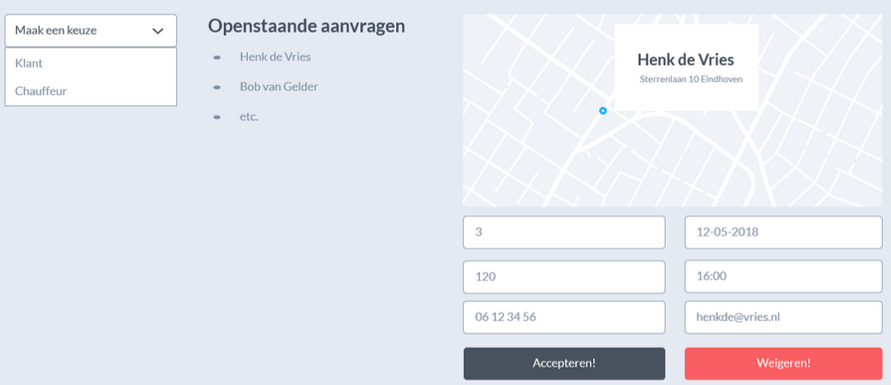 Maak een keuze
Klant
Chauffeur
Openstaande aanvragen
Henk de Vries
Bob van Gelder
etc.
Henk de Vries
Sterrenlaan 10 Eindhoven
3
12-05-2018
120
16:00
06 12 34 56
henkde@vries.nl
Accepteren!
Weigeren!